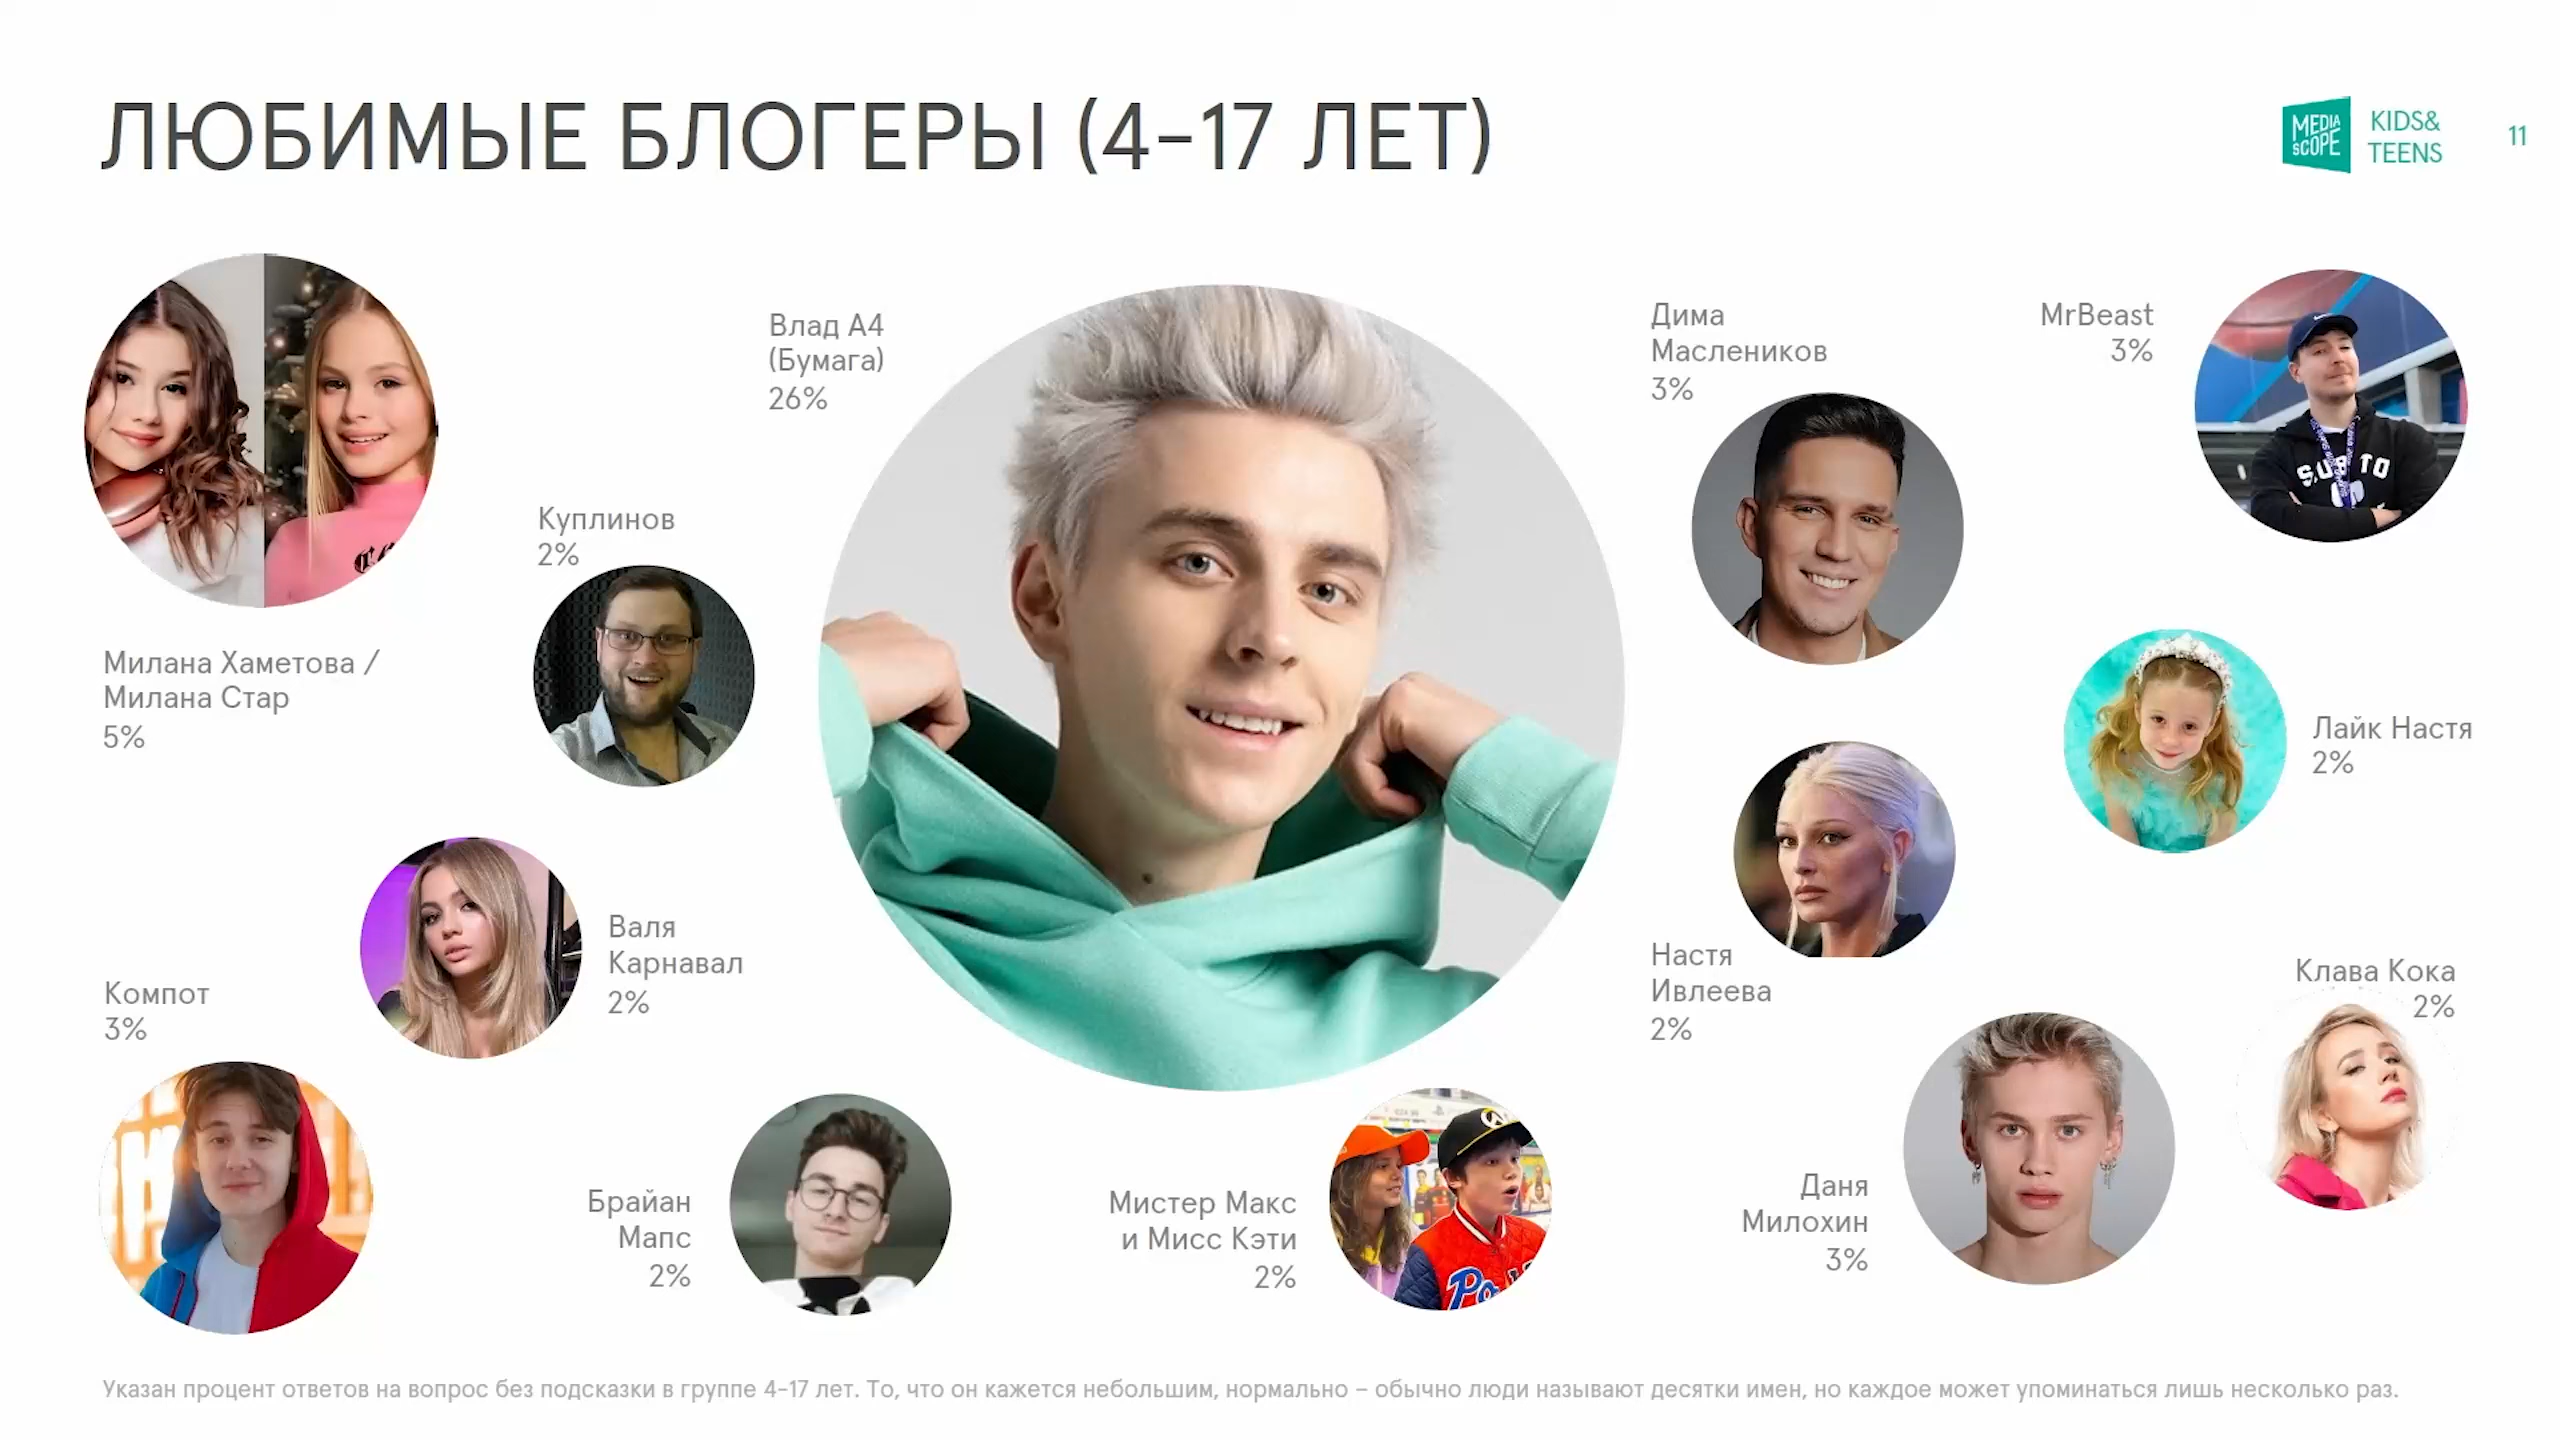 ЛЮБИМЫЕ БЛОГЕРЫ (4–17 ЛЕТ)
MEDIA
SCOPE
KIDS&
TEENS
11
Милана Хаметова /
Милана Стар
5%
Куплинов
2%
Влад А4
(Бумага)
26%
Дима
Маслеников
3%
MrBeast
3%
SUB TO
Лайк Настя
2%
Валя
Карнавал
2%
Настя
Ивлеева
2%
Клава Кока
2%
Компот
3%
Брайан
Мапс
2%
Мистер Макс
и Мисс Кэти
2%
Даня
Милохин
3%
Указан процент ответов на вопрос без подсказки в группе 4–17 лет. То, что он кажется небольшим, нормально – обычно люди называют десятки имен, но каждое может упоминаться лишь несколько раз.